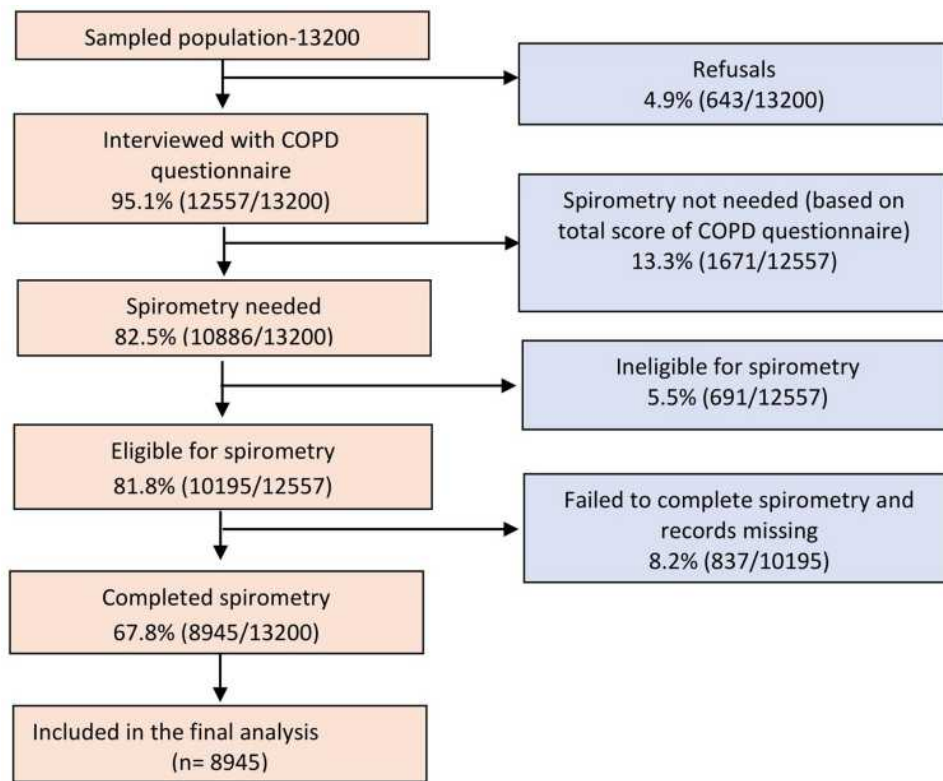 Sampled population-13200
Refusals
4.9% (643/13200)
Interviewed with COPD
questionnaire
95.1% (12557/13200)
Spirometry not needed (based on
total score of COPD questionnaire)
13.3% (1671/12557)
Spirometry needed
82.5% (10886/13200)
Ineligible for spirometry
5.5% (691/12557)
Eligible for spirometry
81.8% (10195/12557)
Failed to complete spirometry and
records missing
8.2% (837/10195)
Completed spirometry
67.8% (8945/13200)
Included in the final analysis
(n= 8945)